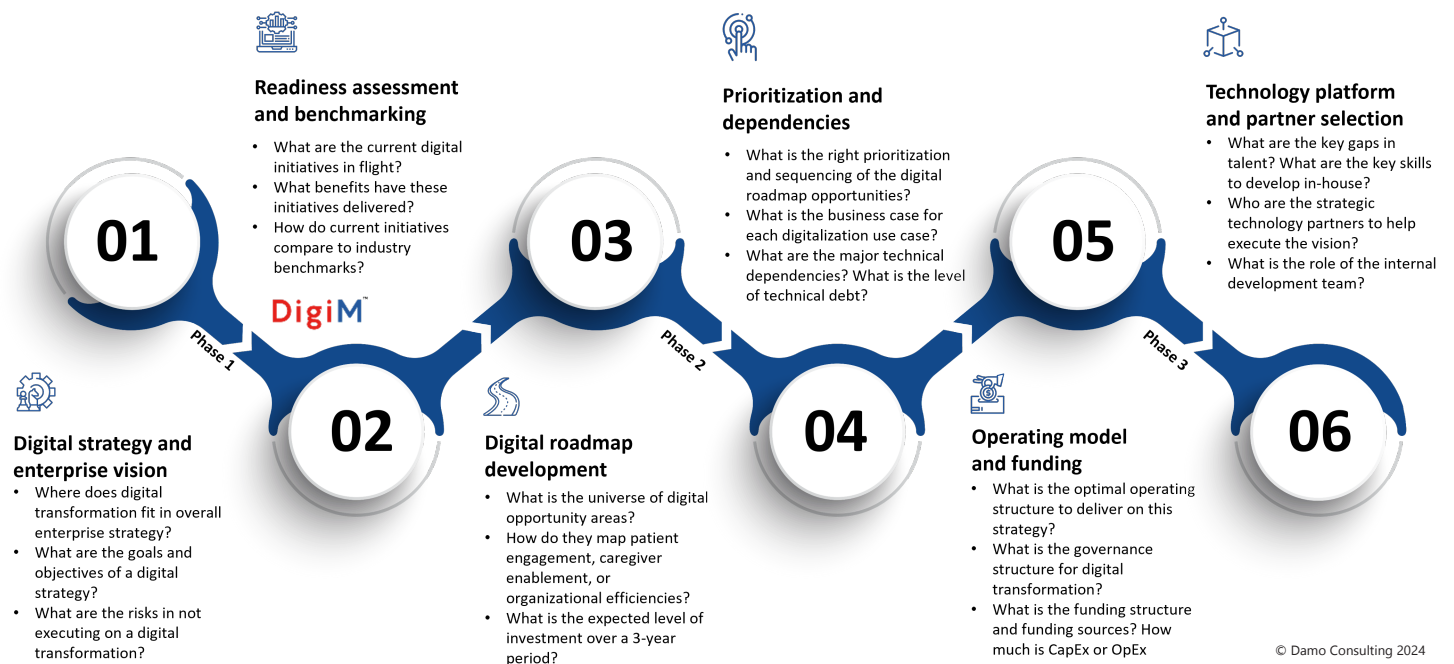 01
Phase 1
Digital strategy and
enterprise vision
• Where does digital
transformation fit in overall
enterprise strategy?
• What are the goals and
objectives of a digital
strategy?
• What are the risks in not
executing on a digital
transformation?
Readiness assessment
and benchmarking
• What are the current digital
initiatives in flight?
• What benefits have these
initiatives delivered?
• How do current initiatives
compare to industry
benchmarks?
DigiM™
02
03
Phase 2
Digital roadmap
development
• What is the universe of digital
opportunity areas?
• How do they map patient
engagement, caregiver
enablement, or
organizational efficiencies?
• What is the expected level of
investment over a 3-year
period?
Prioritization and
dependencies
• What is the right prioritization
and sequencing of the digital
roadmap opportunities?
• What is the business case for
each digitalization use case?
• What are the major technical
dependencies? What is the level
of technical debt?
04
05
Phase 3
Operating model
and funding
• What is the optimal operating
structure to deliver on this
strategy?
• What is the governance
structure for digital
transformation?
• What is the funding structure
and funding sources? How
much is CapEx or OpEx
Technology platform
and partner selection
• What are the key gaps in
talent? What are the key skills
to develop in-house?
• Who are the strategic
technology partners to help
execute the vision?
• What is the role of the internal
development team?
06
© Damo Consulting 2024